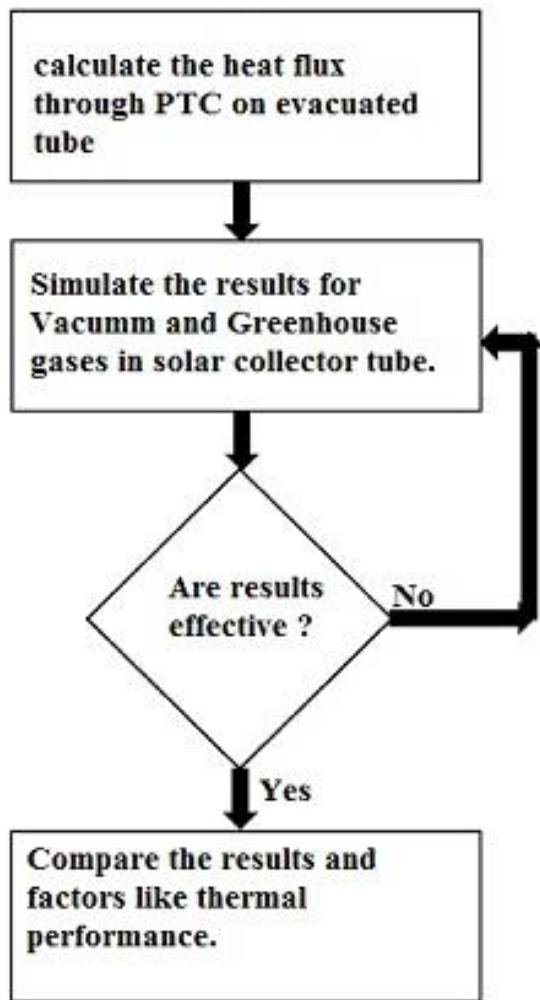 calculate the heat flux
through PTC on evacuated
tube
Simulate the results for
Vacumm and Greenhouse
gases in solar collector tube.
Are results
effective ?
No
Yes
Compare the results and
factors like thermal
performance.